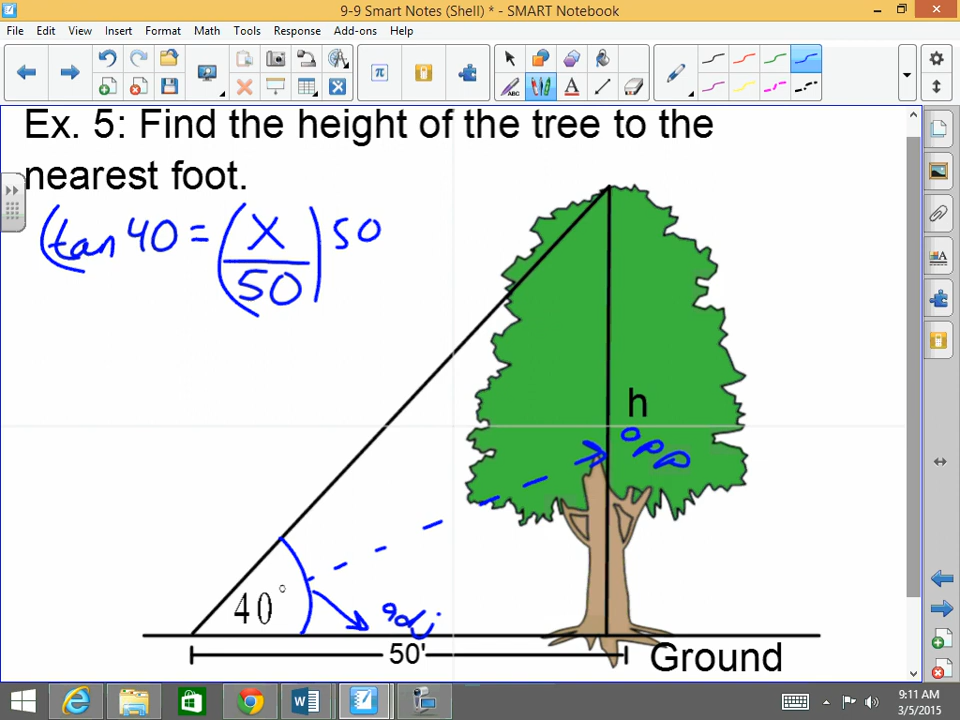 9-9 Smart Notes (Shell) * - SMART Notebook
File Edit View Insert Format Math Tools Response Add-ons Help
Ex. 5: Find the height of the tree to the
nearest foot.
(tan 40 = (x/50) 50
h
opp
40°
adj
50'
Ground
9:11 AM
3/5/2015